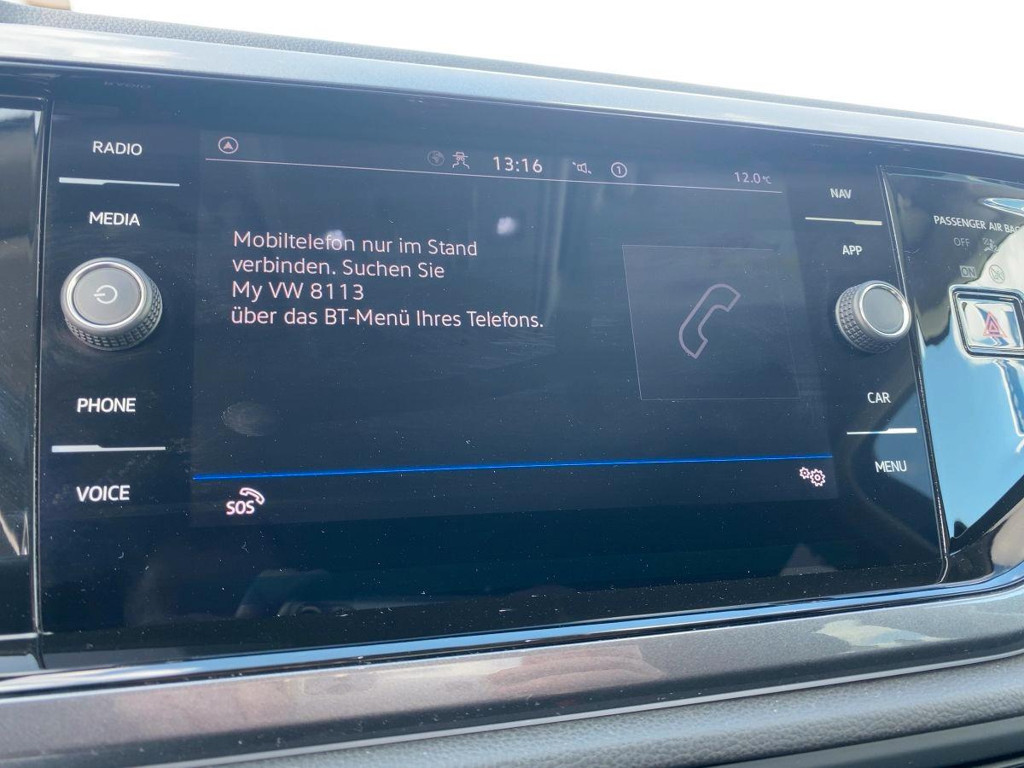 RADIO
MEDIA
PHONE
VOICE
13:16
1
12.0°C
Mobiltelefon nur im Stand
verbinden. Suchen Sie
My VW 8113
über das BT-Menü Ihres Telefons.
SOS
NAV
APP
CAR
MENU
PASSENGER AIR BAG
OFF
ON